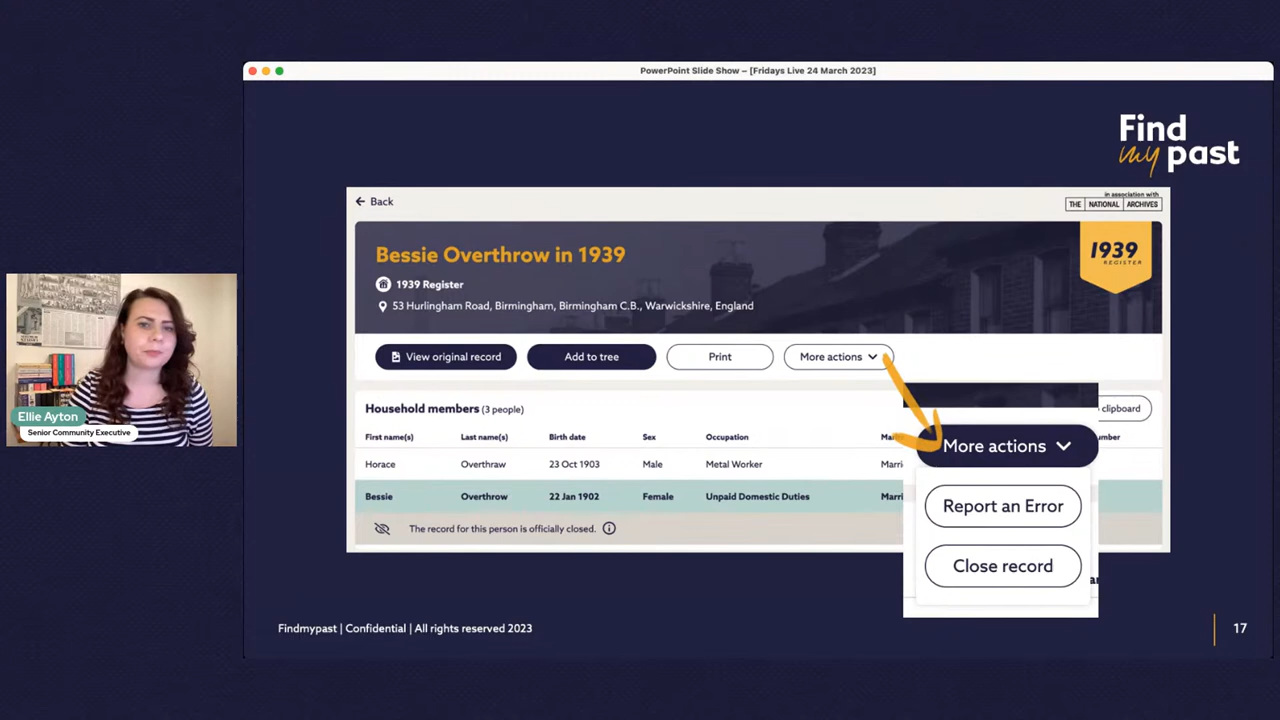 PowerPoint Slide Show – [Fridays Live 24 March 2023]
Find
my past
← Back
in association with
THE NATIONAL ARCHIVES
Bessie Overthrow in 1939
1939
REGISTER
1939 Register
53 Hurlingham Road, Birmingham, Birmingham C.B., Warwickshire, England
View original record
Add to tree
Print
More actions
Household members (3 people)
clipboard
First name(s) Last name(s) Birth date Sex Occupation
Horace Overthraw 23 Oct 1903 Male Metal Worker Marri
Bessie Overthrow 22 Jan 1902 Female Unpaid Domestic Duties Marri
The record for this person is officially closed.
More actions
Report an Error
Close record
Ellie Ayton
Senior Community Executive
Findmypast | Confidential | All rights reserved 2023
17